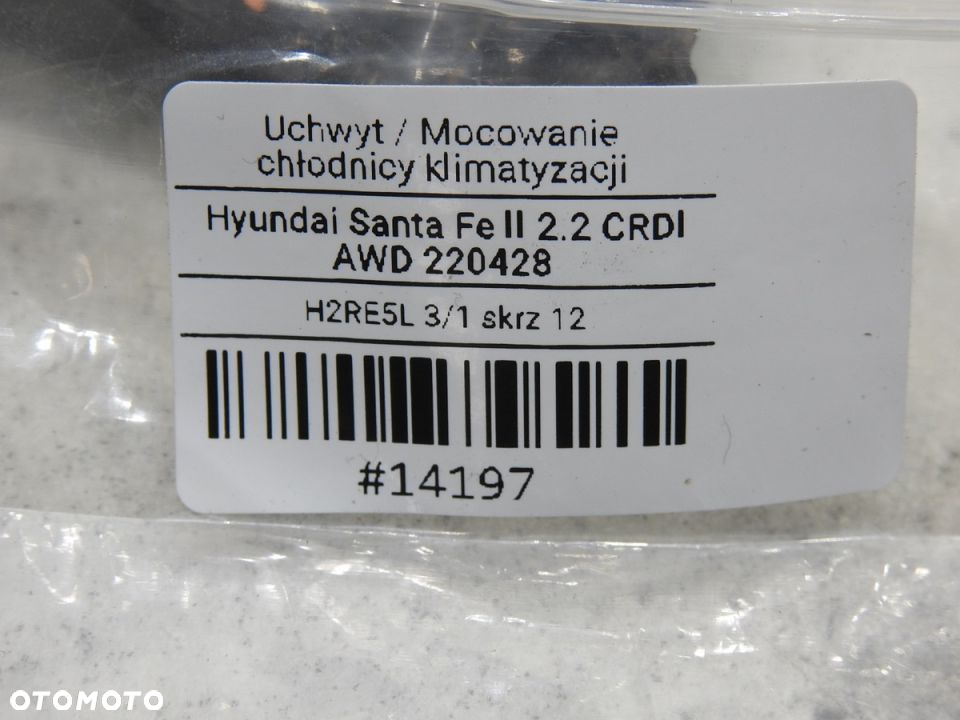 Uchwyt / Mocowanie
chłodnicy klimatyzacji
Hyundai Santa Fe II 2.2 CRDI
AWD 220428
H2RE5L 3/1 skrz 12
#14197
OTOMOTO